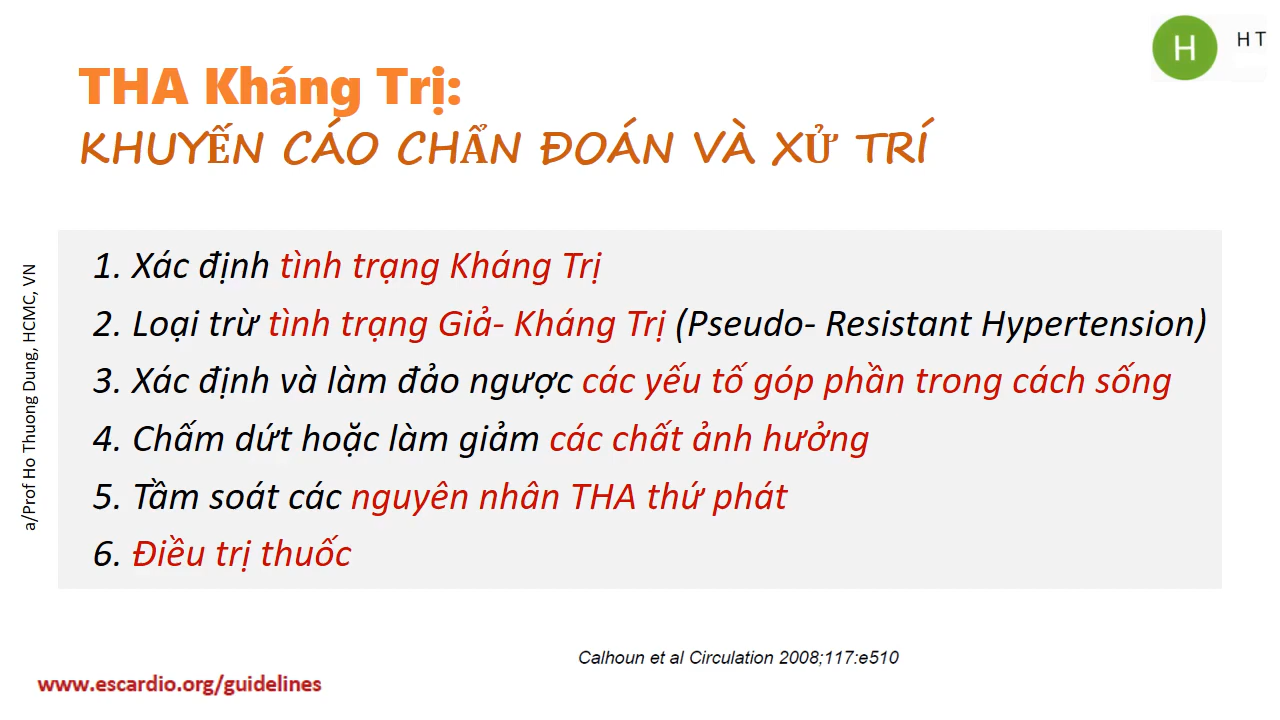 H
H T
THA Kháng Trị:
KHUYẾN CÁO CHẨN ĐOÁN VÀ XỬ TRÍ
a/Prof Ho Thuong Dung, HCMC, VN
1. Xác định tình trạng Kháng Trị
2. Loại trừ tình trạng Giả- Kháng Trị (Pseudo- Resistant Hypertension)
3. Xác định và làm đảo ngược các yếu tố góp phần trong cách sống
4. Chấm dứt hoặc làm giảm các chất ảnh hưởng
5. Tầm soát các nguyên nhân THA thứ phát
6. Điều trị thuốc
Calhoun et al Circulation 2008;117:e510
www.escardio.org/guidelines